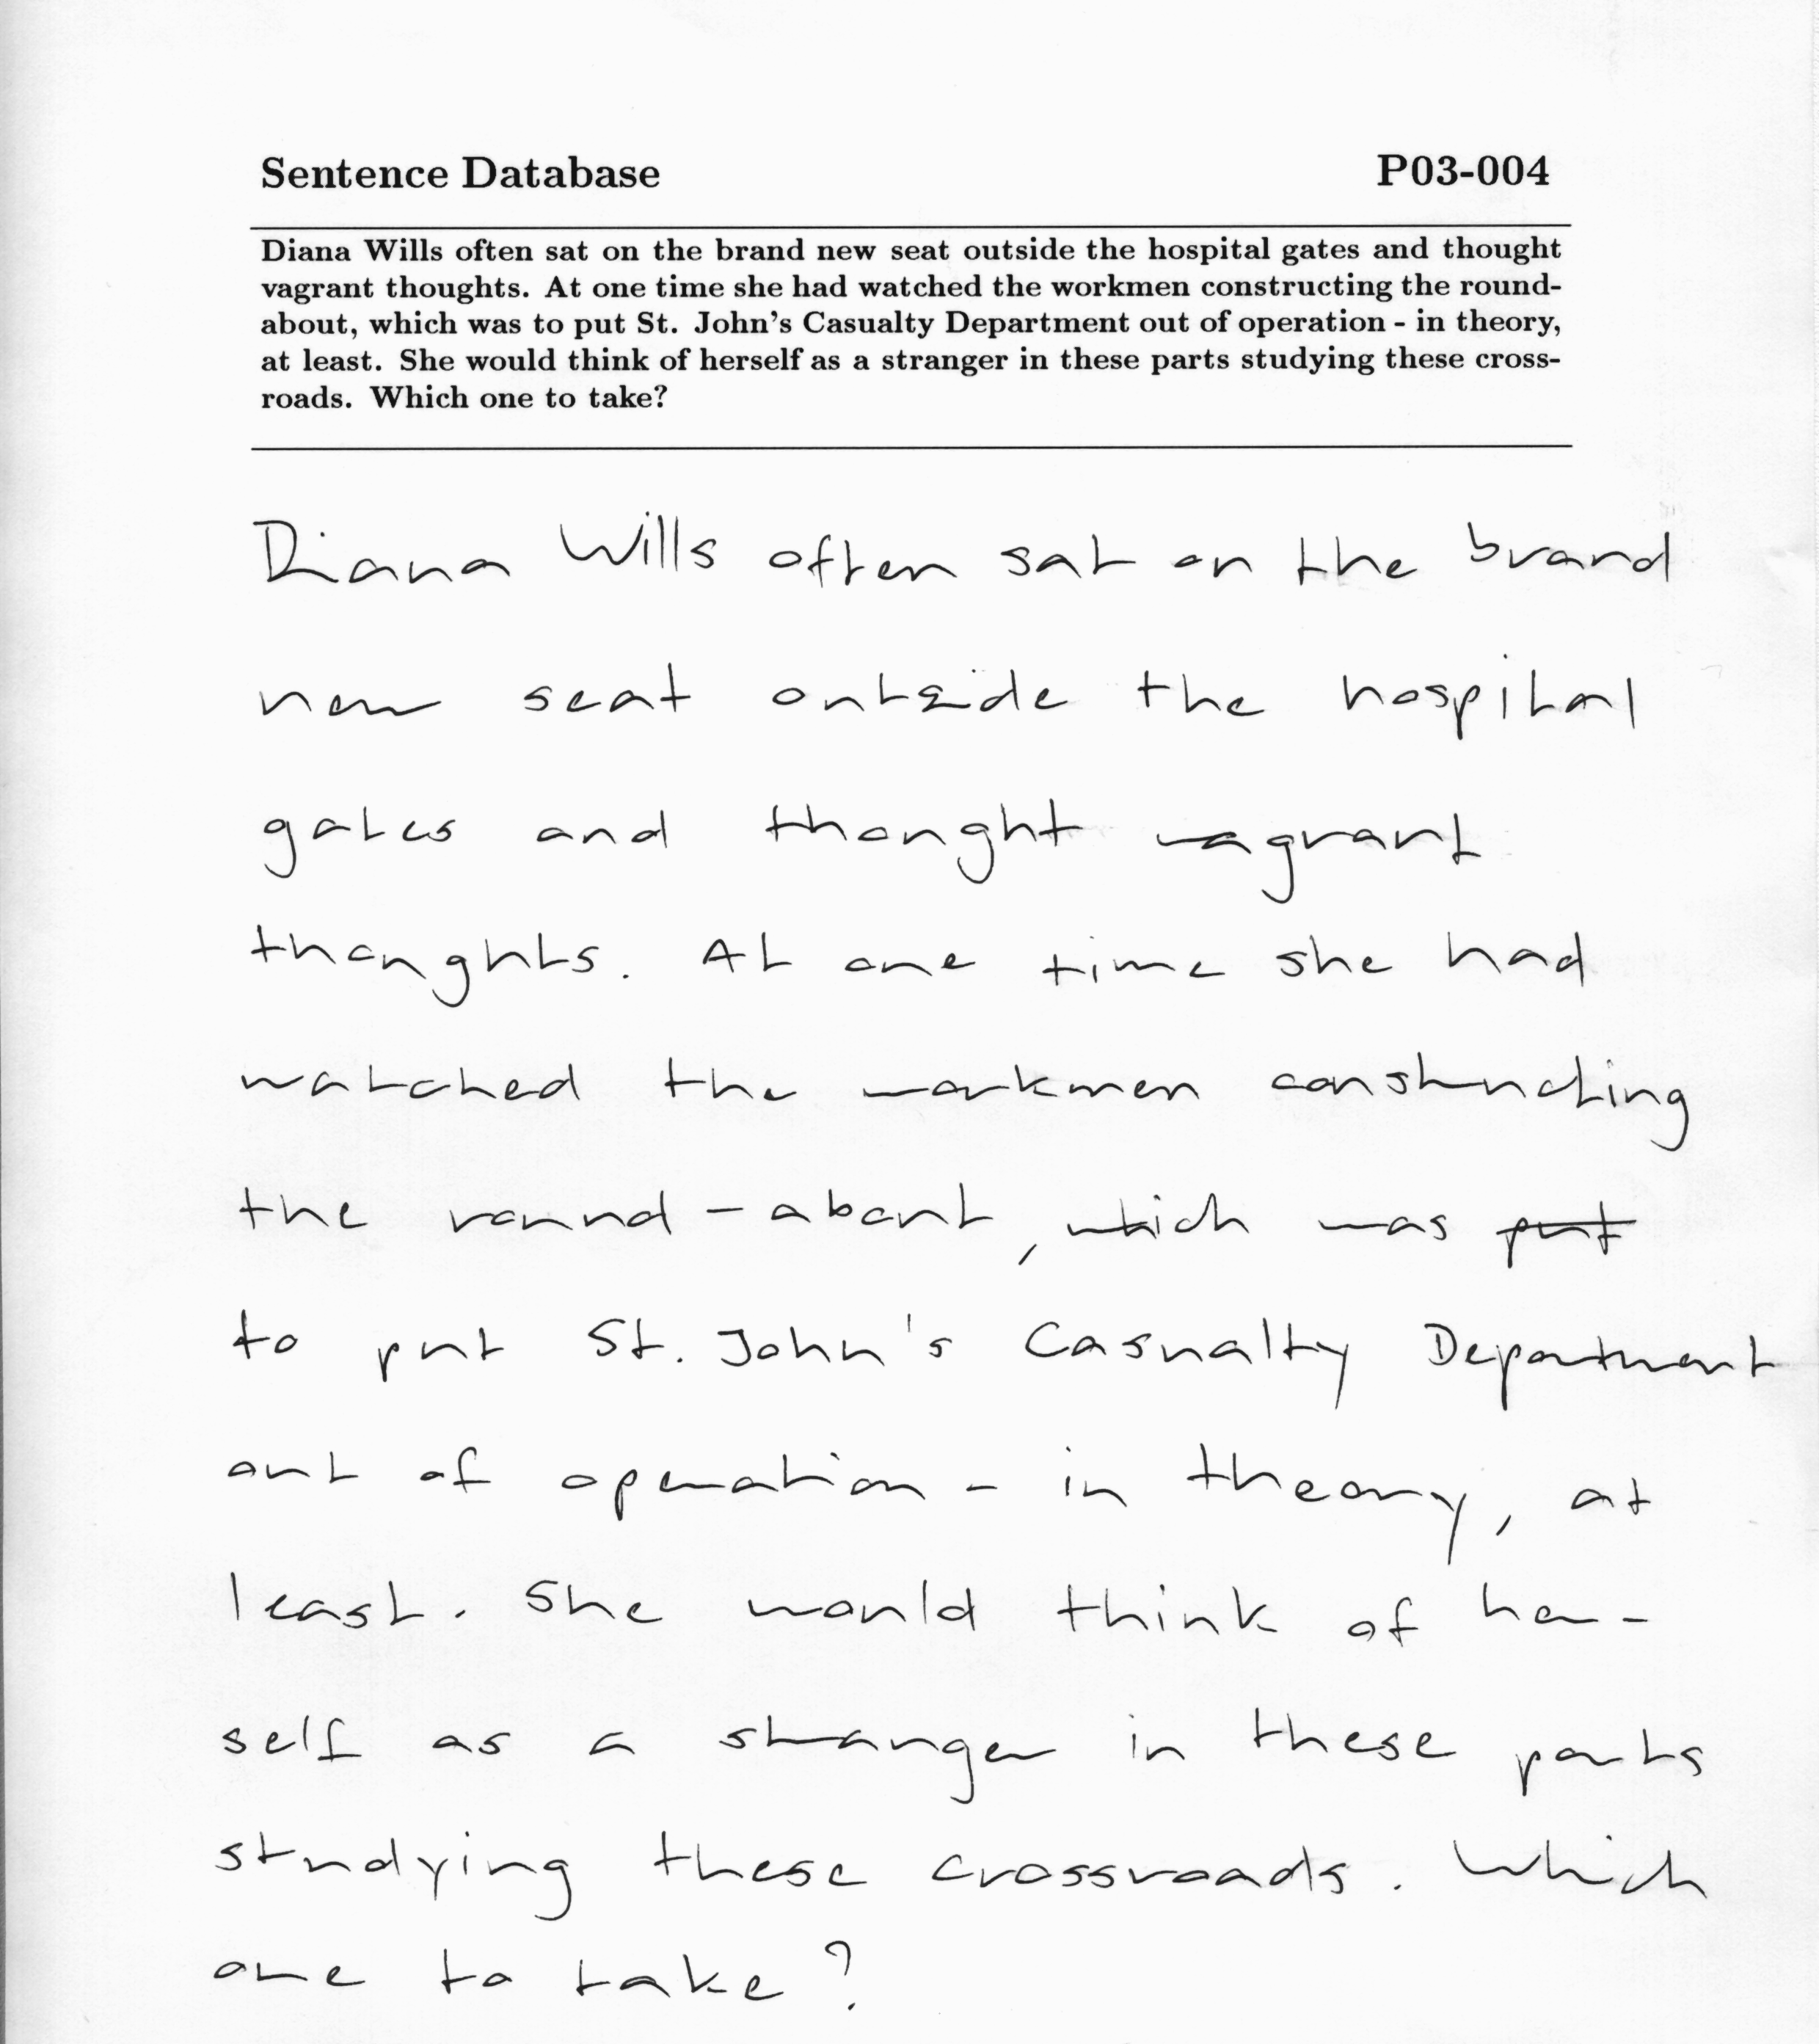 Sentence Database P03-004
Diana Wills often sat on the brand new seat outside the hospital gates and thought
vagrant thoughts. At one time she had watched the workmen constructing the round-
about, which was to put St. John's Casualty Department out of operation - in theory,
at least. She would think of herself as a stranger in these parts studying these cross-
roads. Which one to take?
Diana Wills often sat on the brand
new seat outside the hospital
gates and thought vagrant
thoughts. At one time she had
watched the workmen constructing
the round-about, which was put
to put St. John's Casualty Department
out of operation - in theory, at
least. She would think of her-
self as a stranger in these parts
studying these crossroads. Which
one to take?